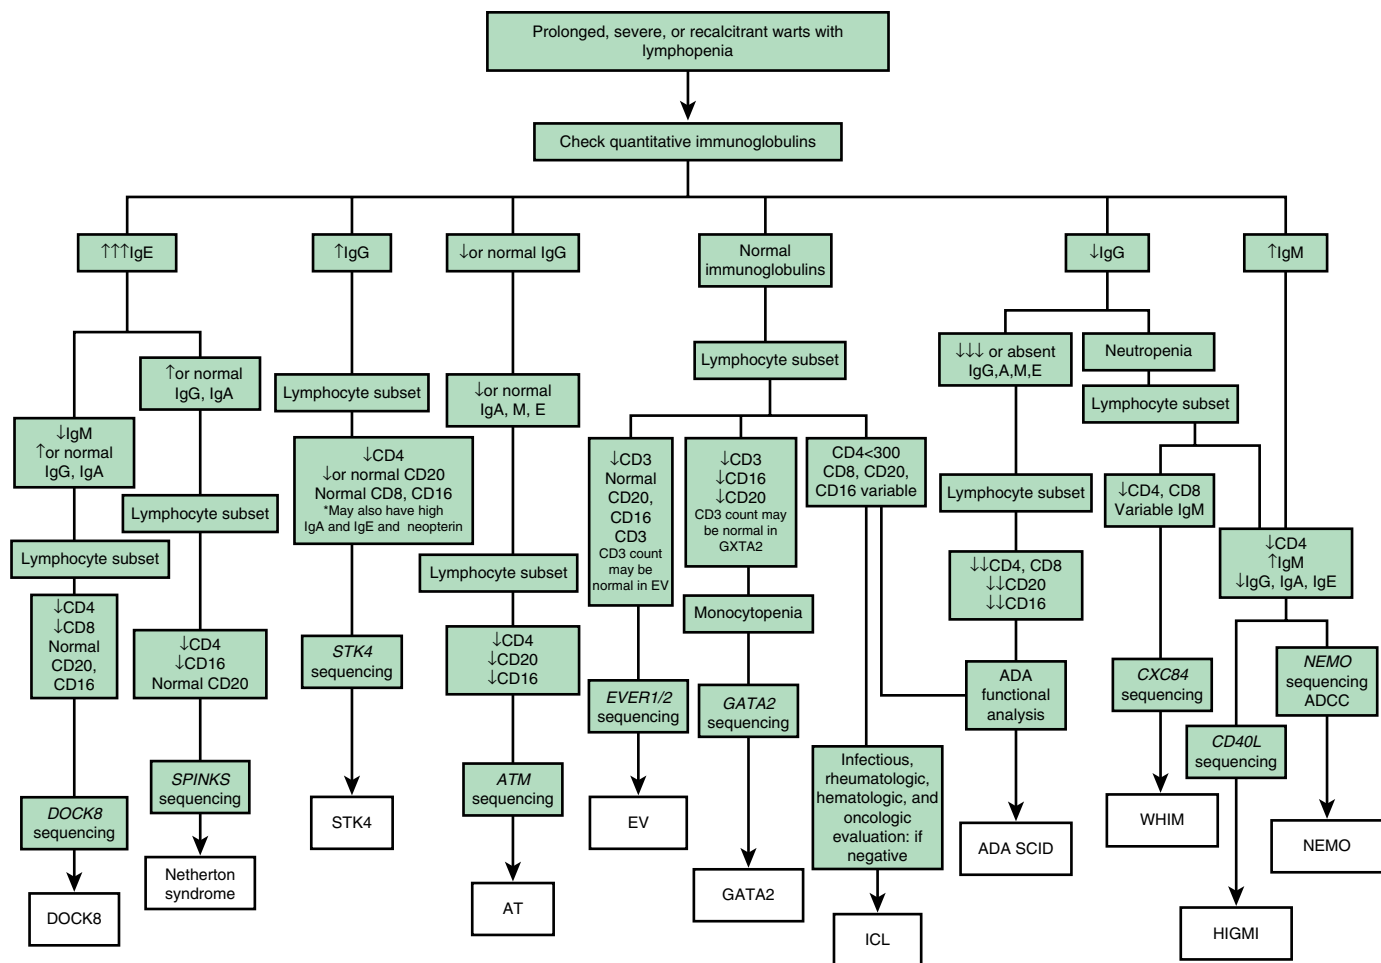 Prolonged, severe, or recalcitrant warts with
lymphopenia
Check quantitative immunoglobulins
↑↑↑IgE
↑IgG
↓or normal IgG
Normal
immunoglobulins
↓IgG
↑IgM
↓IgM
↑or normal
IgG, IgA
Lymphocyte subset
↓CD4
↓CD8
Normal
CD20,
CD16
DOCK8
sequencing
DOCK8
↑or normal
IgG, IgA
Lymphocyte subset
↓CD4
↓CD16
Normal CD20
SPINKS
sequencing
Netherton
syndrome
Lymphocyte subset
↓CD4
↓or normal CD20
Normal CD8, CD16
*May also have high
IgA and IgE and neopterin
STK4
sequencing
STK4
↓or normal
IgA, M, E
Lymphocyte subset
↓CD4
↓CD20
↓CD16
ATM
sequencing
AT
Lymphocyte subset
↓CD3
Normal
CD20,
CD16
CD3
CD3 count
may be
normal in EV
EVER1/2
sequencing
EV
↓CD3
↓CD16
↓CD20
CD3 count may
be normal in
GXTA2
Monocytopenia
GATA2
sequencing
GATA2
CD4<300
CD8, CD20,
CD16 variable
Infectious,
rheumatologic,
hematologic, and
oncologic
evaluation: if
negative
ICL
↓↓↓ or absent
IgG,A,M,E
Lymphocyte subset
↓↓CD4, CD8
↓↓CD20
↓↓CD16
ADA
functional
analysis
ADA SCID
Neutropenia
Lymphocyte subset
↓CD4, CD8
Variable IgM
CXC84
sequencing
WHIM
↓CD4
↑IgM
↓IgG, IgA, IgE
CD40L
sequencing
HIGMI
NEMO
sequencing
ADCC
NEMO